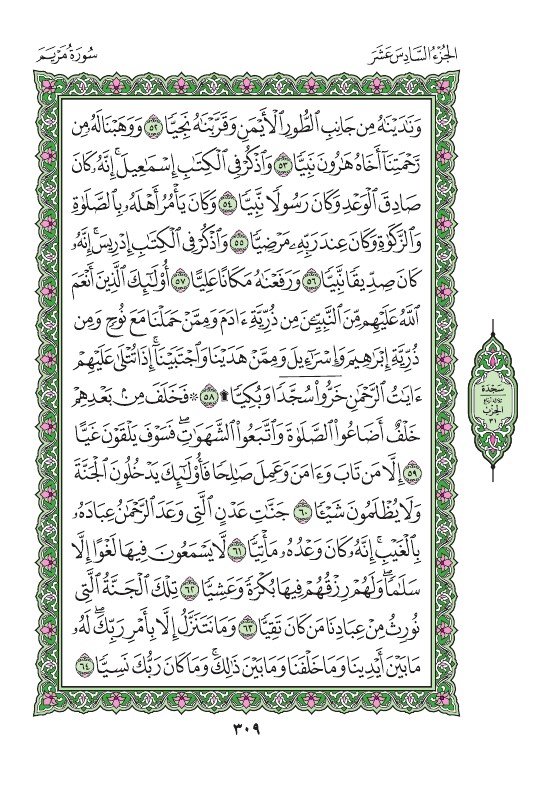 الجزء السادس عشر
سورة مريم
وَنَٰدَيْنَٰهُ مِن جَانِبِ ٱلطُّورِ ٱلْأَيْمَنِ وَقَرَّبْنَٰهُ نَجِيًّا ٥٢ وَوَهَبْنَا لَهُۥ مِن
رَّحْمَتِنَآ أَخَاهُ هَٰرُونَ نَبِيًّا ٥٣ وَٱذْكُرْ فِى ٱلْكِتَٰبِ إِسْمَٰعِيلَ ۚ إِنَّهُۥ كَانَ
صَادِقَ ٱلْوَعْدِ وَكَانَ رَسُولًا نَّبِيًّا ٥٤ وَكَانَ يَأْمُرُ أَهْلَهُۥ بِٱلصَّلَوٰةِ
وَٱلزَّكَوٰةِ وَكَانَ عِندَ رَبِّهِۦ مَرْضِيًّا ٥٥ وَٱذْكُرْ فِى ٱلْكِتَٰبِ إِدْرِيسَ ۚ إِنَّهُۥ
كَانَ صِدِّيقًا نَّبِيًّا ٥٦ وَرَفَعْنَٰهُ مَكَانًا عَلِيًّا ٥٧ أُو۟لَٰٓئِكَ ٱلَّذِينَ أَنْعَمَ
ٱللَّهُ عَلَيْهِم مِّنَ ٱلنَّبِيِّـۧنَ مِن ذُرِّيَّةِ ءَادَمَ وَمِمَّنْ حَمَلْنَا مَعَ نُوحٍ وَمِن
ذُرِّيَّةِ إِبْرَٰهِيمَ وَإِسْرَٰٓءِيلَ وَمِمَّنْ هَدَيْنَا وَٱجْتَبَيْنَآ ۚ إِذَا تُتْلَىٰ عَلَيْهِمْ
ءَايَٰتُ ٱلرَّحْمَٰنِ خَرُّوا۟ سُجَّدًا وَبُكِيًّا ۩ ٥٨ ۞ فَخَلَفَ مِنۢ بَعْدِهِمْ
خَلْفٌ أَضَاعُوا۟ ٱلصَّلَوٰةَ وَٱتَّبَعُوا۟ ٱلشَّهَوَٰتِ ۖ فَسَوْفَ يَلْقَوْنَ غَيًّا
٥٩ إِلَّا مَن تَابَ وَءَامَنَ وَعَمِلَ صَٰلِحًا فَأُو۟لَٰٓئِكَ يَدْخُلُونَ ٱلْجَنَّةَ
وَلَا يُظْلَمُونَ شَيْـًٔا ٦٠ جَنَّٰتِ عَدْنٍ ٱلَّتِى وَعَدَ ٱلرَّحْمَٰنُ عِبَادَهُۥ
بِٱلْغَيْبِ ۚ إِنَّهُۥ كَانَ وَعْدُهُۥ مَأْتِيًّا ٦١ لَّا يَسْمَعُونَ فِيهَا لَغْوًا إِلَّا
سَلَٰمًا ۖ وَلَهُمْ رِزْقُهُمْ فِيهَا بُكْرَةً وَعَشِيًّا ٦٢ تِلْكَ ٱلْجَنَّةُ ٱلَّتِى
نُورِثُ مِنْ عِبَادِنَا مَن كَانَ تَقِيًّا ٦٣ وَمَا نَتَنَزَّلُ إِلَّا بِأَمْرِ رَبِّكَ ۖ لَهُۥ
مَا بَيْنَ أَيْدِينَا وَمَا خَلْفَنَا وَمَا بَيْنَ ذَٰلِكَ ۚ وَمَا كَانَ رَبُّكَ نَسِيًّا ٦٤
سجدة
ثلاثة أرباع
الحزب
٣١
٣٠٩